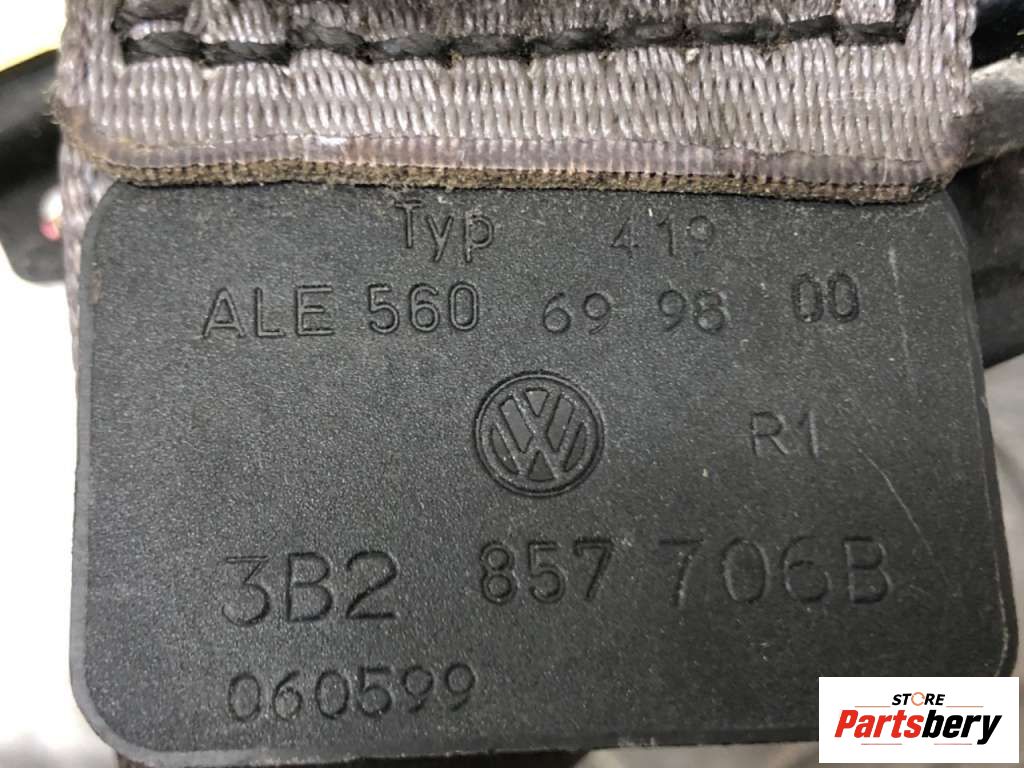 Typ 419
ALE 560 69 98 00
R1
3B2 857 706B
060599
STORE
Partsbery